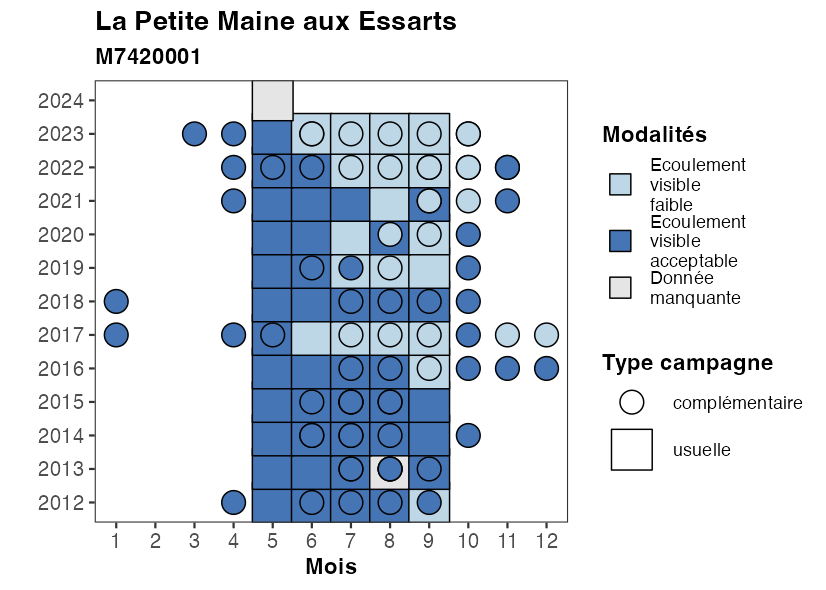 La Petite Maine aux Essarts
M7420001
2024
2023
2022
2021
2020
2019
2018
2017
2016
2015
2014
2013
2012
1 2 3 4 5 6 7 8 9 10 11 12
Mois
Modalités
Ecoulement
visible
faible
Ecoulement
visible
acceptable
Donnée
manquante
Type campagne
complémentaire
usuelle